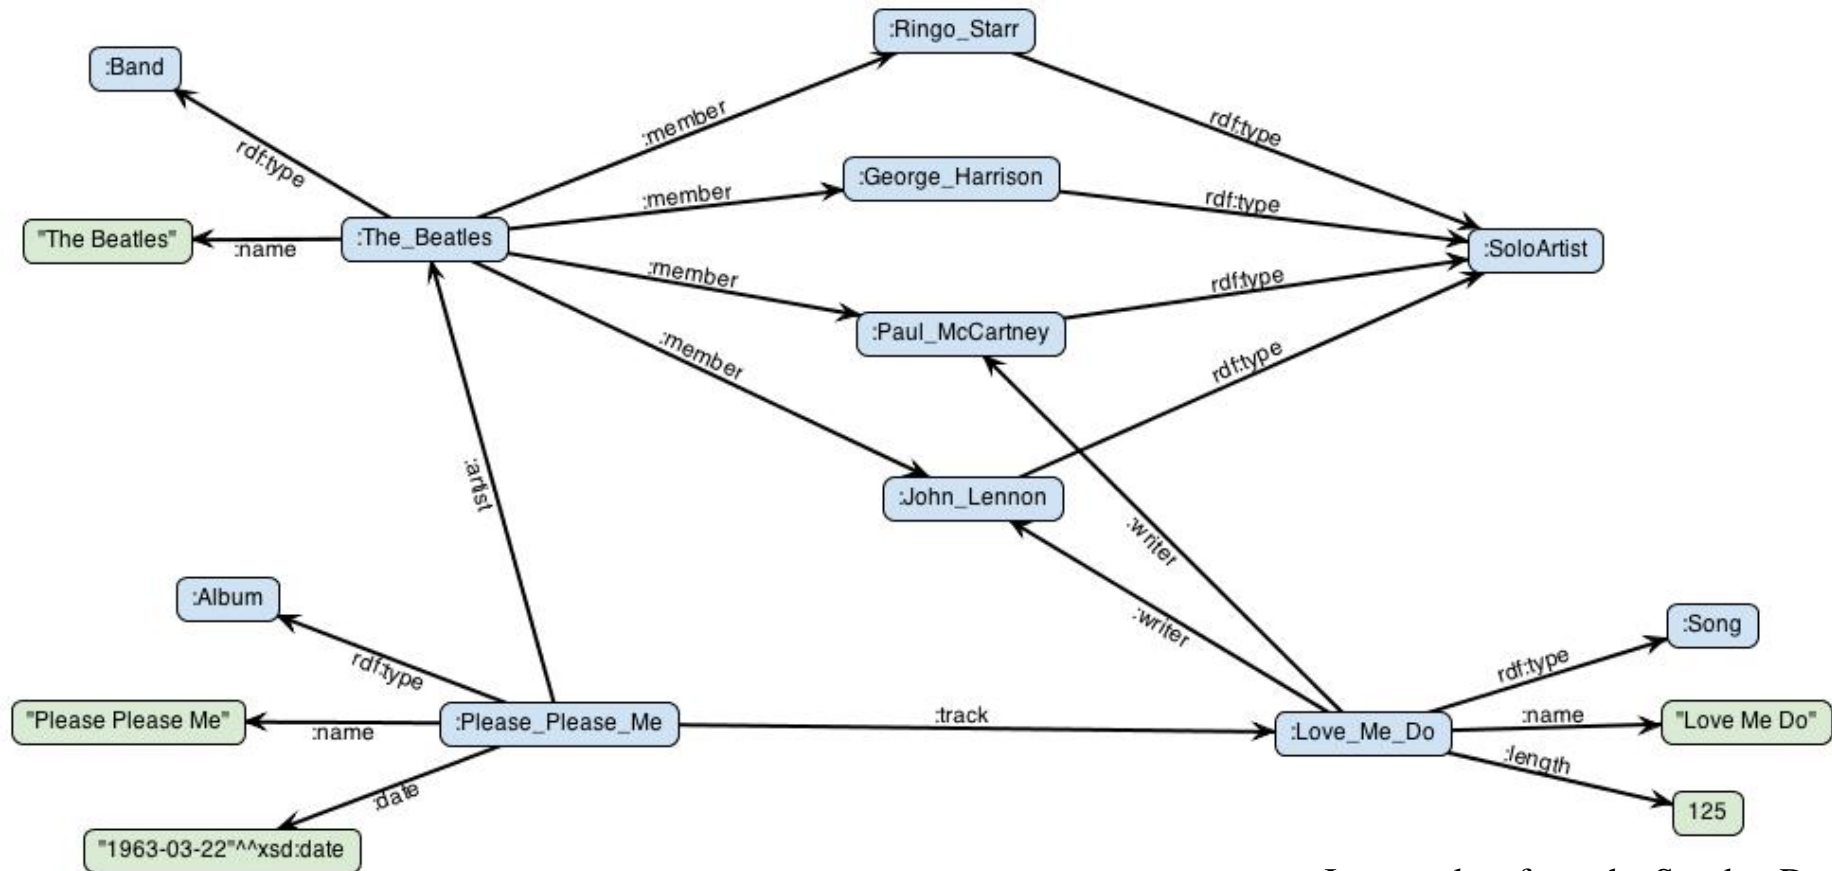 :Ringo_Starr
:Band
:member
rdf:type
rdf:type
:George_Harrison
:member
rdf:type
"The Beatles"
:name
:The_Beatles
:SoloArtist
:member
rdf:type
:Paul_McCartney
:member
rdf:type
:artist
:John_Lennon
:writer
:writer
:Album
:Song
rdf:type
rdf:type
"Please Please Me"
:name
:Please_Please_Me
:track
:Love_Me_Do
:name
"Love Me Do"
:length
:date
125
"1963-03-22"^^xsd:date